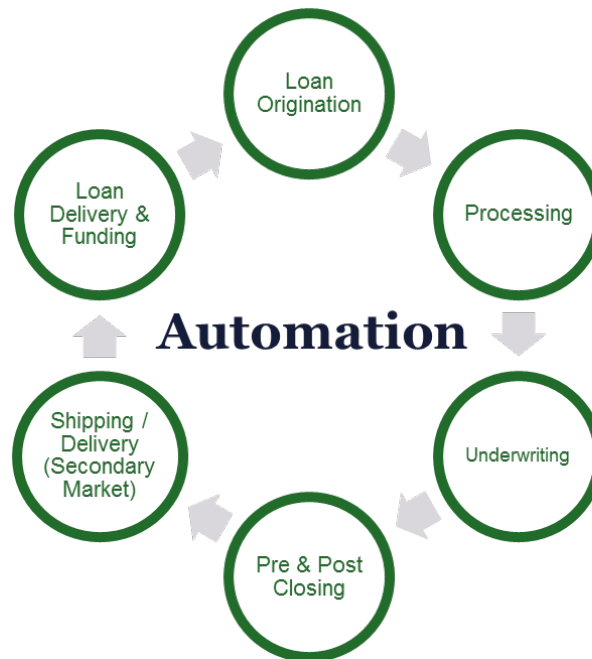 Loan
Origination
Processing
Underwriting
Pre & Post
Closing
Shipping /
Delivery
(Secondary
Market)
Loan
Delivery &
Funding
Automation